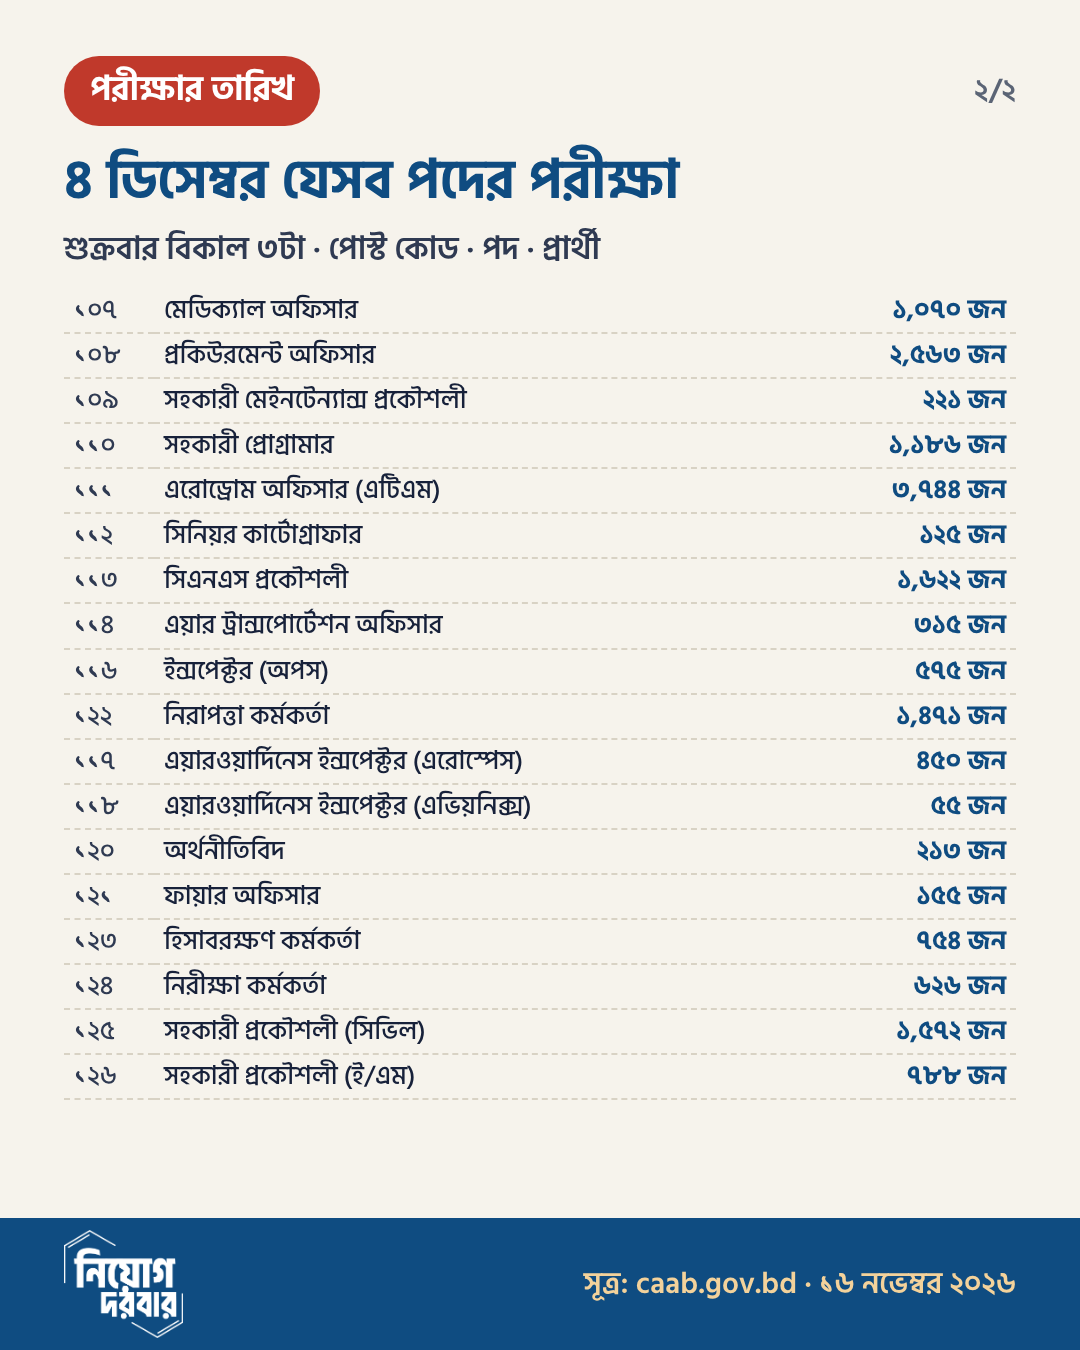 পরীক্ষার তারিখ
২/২
৪ ডিসেম্বর যেসব পদের পরীক্ষা
শুক্রবার বিকাল ৩টা · পোস্ট কোড · পদ · প্রার্থী
১০৭ মেডিক্যাল অফিসার ১,০৭০ জন
১০৮ প্রকিউরমেন্ট অফিসার ২,৫৬৩ জন
১০৯ সহকারী মেইনটেন্যান্স প্রকৌশলী ২২১ জন
১১০ সহকারী প্রোগ্রামার ১,১৮৬ জন
১১১ এরোড্রোম অফিসার (এটিএম) ৩,৭৪৪ জন
১১২ সিনিয়র কার্টোগ্রাফার ১২৫ জন
১১৩ সিএনএস প্রকৌশলী ১,৬২২ জন
১১৪ এয়ার ট্রান্সপোর্টেশন অফিসার ৩১৫ জন
১১৬ ইন্সপেক্টর (অপস) ৫৭৫ জন
১২২ নিরাপত্তা কর্মকর্তা ১,৪৭১ জন
১১৭ এয়ারওয়ার্দিনেস ইন্সপেক্টর (এরোস্পেস) ৪৫০ জন
১১৮ এয়ারওয়ার্দিনেস ইন্সপেক্টর (এভিয়নিক্স) ৫৫ জন
১২০ অর্থনীতিবিদ ২১৩ জন
১২১ ফায়ার অফিসার ১৫৫ জন
১২৩ হিসাবরক্ষণ কর্মকর্তা ৭৫৪ জন
১২৪ নিরীক্ষা কর্মকর্তা ৬২৬ জন
১২৫ সহকারী প্রকৌশলী (সিভিল) ১,৫৭২ জন
১২৬ সহকারী প্রকৌশলী (ই/এম) ৭৮৮ জন
নিয়োগ
দরবার
সূত্র: caab.gov.bd · ১৬ নভেম্বর ২০২৬